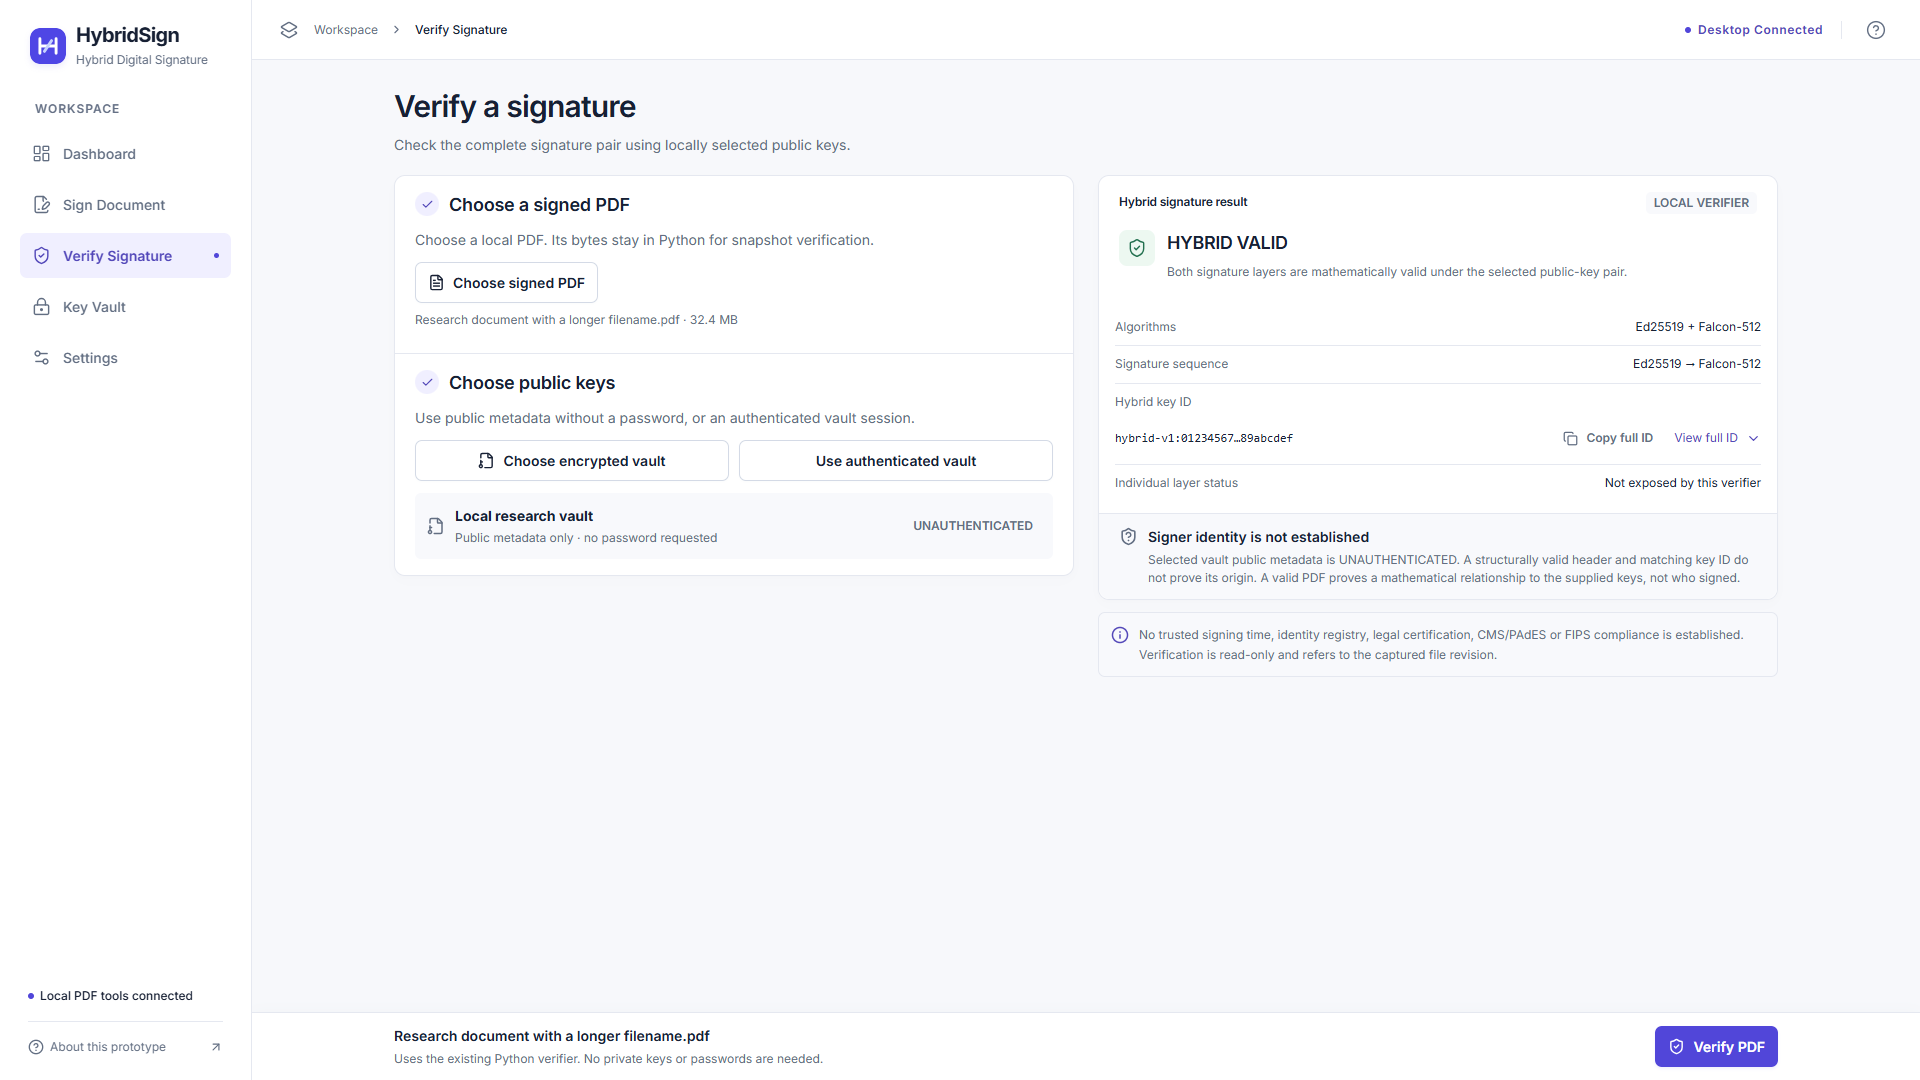 HybridSign
Hybrid Digital Signature
WORKSPACE
Dashboard
Sign Document
Verify Signature
Key Vault
Settings
Local PDF tools connected
About this prototype
Workspace
Verify Signature
Desktop Connected
Verify a signature
Check the complete signature pair using locally selected public keys.
Choose a signed PDF
Choose a local PDF. Its bytes stay in Python for snapshot verification.
Choose signed PDF
Research document with a longer filename.pdf · 32.4 MB
Choose public keys
Use public metadata without a password, or an authenticated vault session.
Choose encrypted vault
Use authenticated vault
Local research vault
Public metadata only · no password requested
UNAUTHENTICATED
Hybrid signature result
LOCAL VERIFIER
HYBRID VALID
Both signature layers are mathematically valid under the selected public-key pair.
Algorithms
Ed25519 + Falcon-512
Signature sequence
Ed25519 → Falcon-512
Hybrid key ID
hybrid-v1:01234567…89abcdef
Copy full ID
View full ID
Individual layer status
Not exposed by this verifier
Signer identity is not established
Selected vault public metadata is UNAUTHENTICATED. A structurally valid header and matching key ID do
not prove its origin. A valid PDF proves a mathematical relationship to the supplied keys, not who signed.
No trusted signing time, identity registry, legal certification, CMS/PAdES or FIPS compliance is established.
Verification is read-only and refers to the captured file revision.
Research document with a longer filename.pdf
Uses the existing Python verifier. No private keys or passwords are needed.
Verify PDF